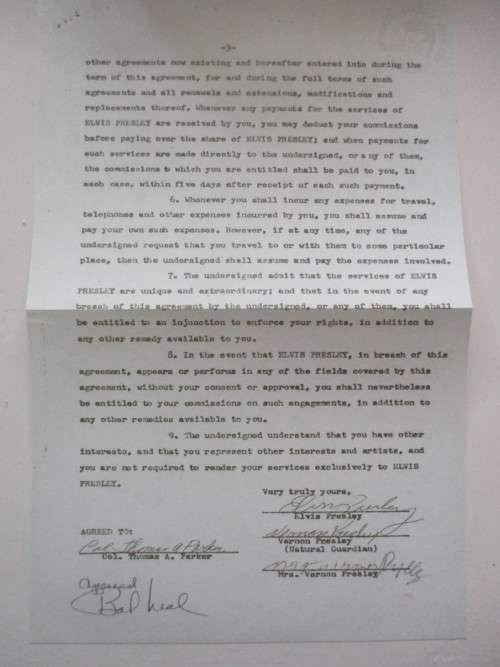 -3-
other agreements now existing and hereafter entered into during the
term of this agreement, for and during the full terms of such
agreements and all renewals and extensions, modifications and
replacements thereof. Whenever any payments for the services of
ELVIS PRESLEY are received by you, you may deduct your commissions
before paying over the share of ELVIS PRESLEY; and when payments for
such services are made directly to the undersigned, or any of them,
the commissions to which you are entitled shall be paid to you, in
each case, within five days after receipt of each such payment.
6. Whenever you shall incur any expenses for travel,
telephones and other expenses incurred by you, you shall assume and
pay your own such expenses. However, if at any time, any of the
undersigned request that you travel to or with them to some particular
place, then the undersigned shall assume and pay the expenses involved.
7. The undersigned admit that the services of ELVIS
PRESLEY are unique and extraordinary; and that in the event of any
breach of this agreement by the undersigned, or any of them, you shall
be entitled to an injunction to enforce your rights, in addition to
any other remedy available to you.
8. In the event that ELVIS PRESLEY, in breach of this
agreement, appears or performs in any of the fields covered by this
agreement, without your consent or approval, you shall nevertheless
be entitled to your commissions on such engagements, in addition to
any other remedies available to you.
9. The undersigned understand that you have other
interests, and that you represent other interests and artists, and
you are not required to render your services exclusively to ELVIS
PRESLEY.
Very truly yours,
Elvis Presley
Elvis Presley
AGREED TO:
Vernon Presley
Vernon Presley
(Natural Guardian)
Col. Thomas A Parker
Col. Thomas A. Parker
Mrs Vernon Presley
Mrs. Vernon Presley
Approved
Bob Neal